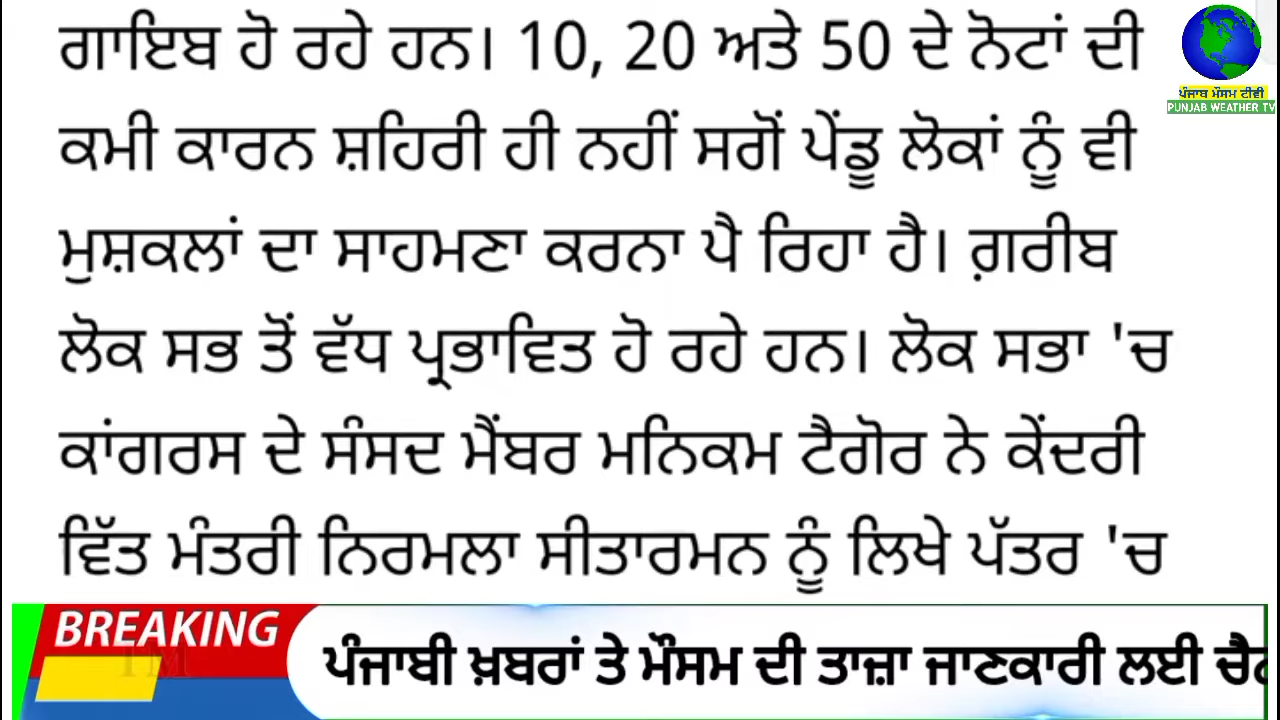 ਗਾਇਬ ਹੋ ਰਹੇ ਹਨ। 10, 20 ਅਤੇ 50 ਦੇ ਨੋਟਾਂ ਦੀ
ਕਮੀ ਕਾਰਨ ਸ਼ਹਿਰੀ ਹੀ ਨਹੀਂ ਸਗੋਂ ਪੇਂਡੂ ਲੋਕਾਂ ਨੂੰ ਵੀ
ਮੁਸ਼ਕਲਾਂ ਦਾ ਸਾਹਮਣਾ ਕਰਨਾ ਪੈ ਰਿਹਾ ਹੈ। ਗ਼ਰੀਬ
ਲੋਕ ਸਭ ਤੋਂ ਵੱਧ ਪ੍ਰਭਾਵਿਤ ਹੋ ਰਹੇ ਹਨ। ਲੋਕ ਸਭਾ 'ਚ
ਕਾਂਗਰਸ ਦੇ ਸੰਸਦ ਮੈਂਬਰ ਮਨਿਕਮ ਟੈਗੋਰ ਨੇ ਕੇਂਦਰੀ
ਵਿੱਤ ਮੰਤਰੀ ਨਿਰਮਲਾ ਸੀਤਾਰਮਨ ਨੂੰ ਲਿਖੇ ਪੱਤਰ 'ਚ
ਪੰਜਾਬ ਮੌਸਮ ਟੀਵੀ
PUNJAB WEATHER TV
BREAKING
ਪੰਜਾਬੀ ਖ਼ਬਰਾਂ ਤੇ ਮੌਸਮ ਦੀ ਤਾਜ਼ਾ ਜਾਣਕਾਰੀ ਲਈ